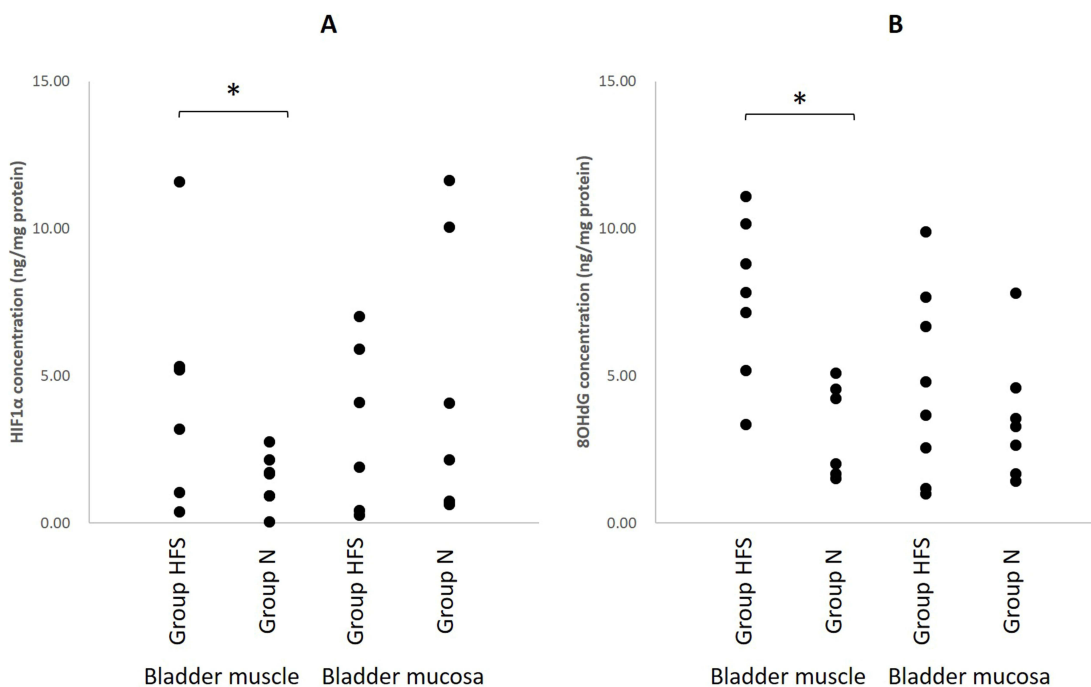 A
15.00
*
10.00
5.00
0.00
HIF1α concentration (ng/mg protein)
Group HFS
Group N
Group HFS
Group N
Bladder muscle
Bladder mucosa
B
15.00
*
10.00
5.00
0.00
8OHdG concentration (ng/mg protein)
Group HFS
Group N
Group HFS
Group N
Bladder muscle
Bladder mucosa